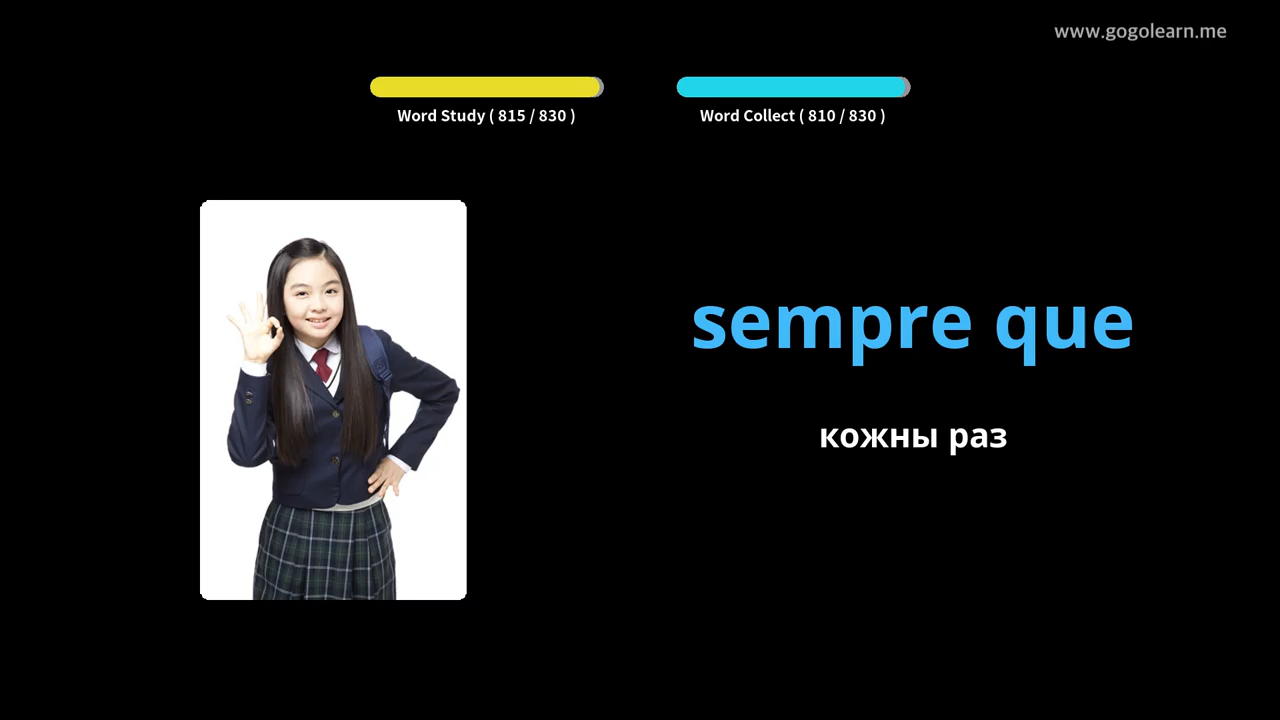 www.gogolearn.me
Word Study ( 815 / 830 )
Word Collect ( 810 / 830 )
sempre que
кожны раз